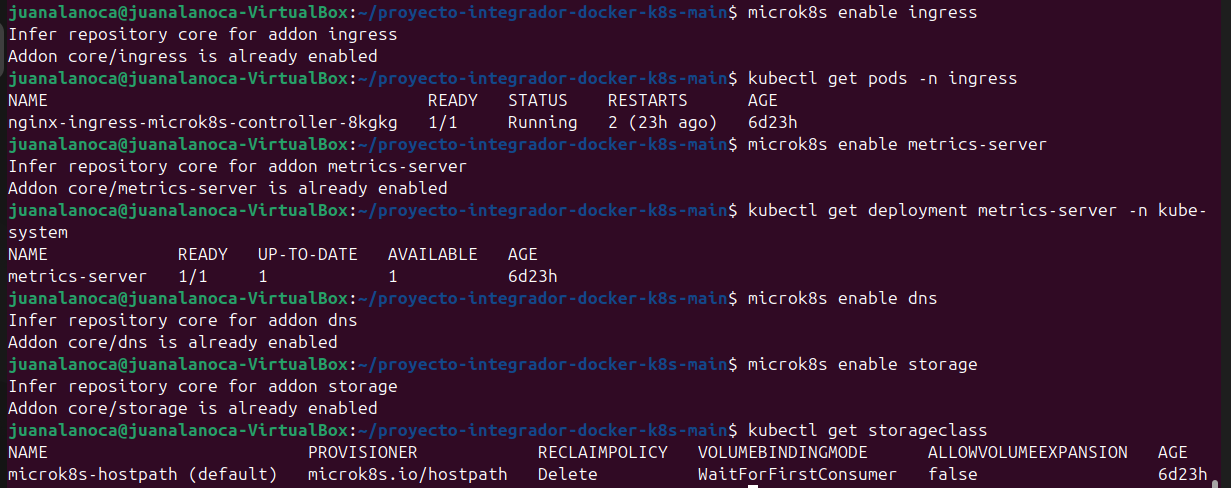 juanalanoca@juanalanoca-VirtualBox:~/proyecto-integrador-docker-k8s-main$ microk8s enable ingress
Infer repository core for addon ingress
Addon core/ingress is already enabled
juanalanoca@juanalanoca-VirtualBox:~/proyecto-integrador-docker-k8s-main$ kubectl get pods -n ingress
NAME                                      READY   STATUS    RESTARTS      AGE
nginx-ingress-microk8s-controller-8kgkg   1/1     Running   2 (23h ago)   6d23h
juanalanoca@juanalanoca-VirtualBox:~/proyecto-integrador-docker-k8s-main$ microk8s enable metrics-server
Infer repository core for addon metrics-server
Addon core/metrics-server is already enabled
juanalanoca@juanalanoca-VirtualBox:~/proyecto-integrador-docker-k8s-main$ kubectl get deployment metrics-server -n kube-
system
NAME             READY   UP-TO-DATE   AVAILABLE   AGE
metrics-server   1/1     1            1           6d23h
juanalanoca@juanalanoca-VirtualBox:~/proyecto-integrador-docker-k8s-main$ microk8s enable dns
Infer repository core for addon dns
Addon core/dns is already enabled
juanalanoca@juanalanoca-VirtualBox:~/proyecto-integrador-docker-k8s-main$ microk8s enable storage
Infer repository core for addon storage
Addon core/storage is already enabled
juanalanoca@juanalanoca-VirtualBox:~/proyecto-integrador-docker-k8s-main$ kubectl get storageclass
NAME                          PROVISIONER            RECLAIMPOLICY   VOLUMEBINDINGMODE      ALLOWVOLUMEEXPANSION   AGE
microk8s-hostpath (default)   microk8s.io/hostpath   Delete          WaitForFirstConsumer   false                  6d23h